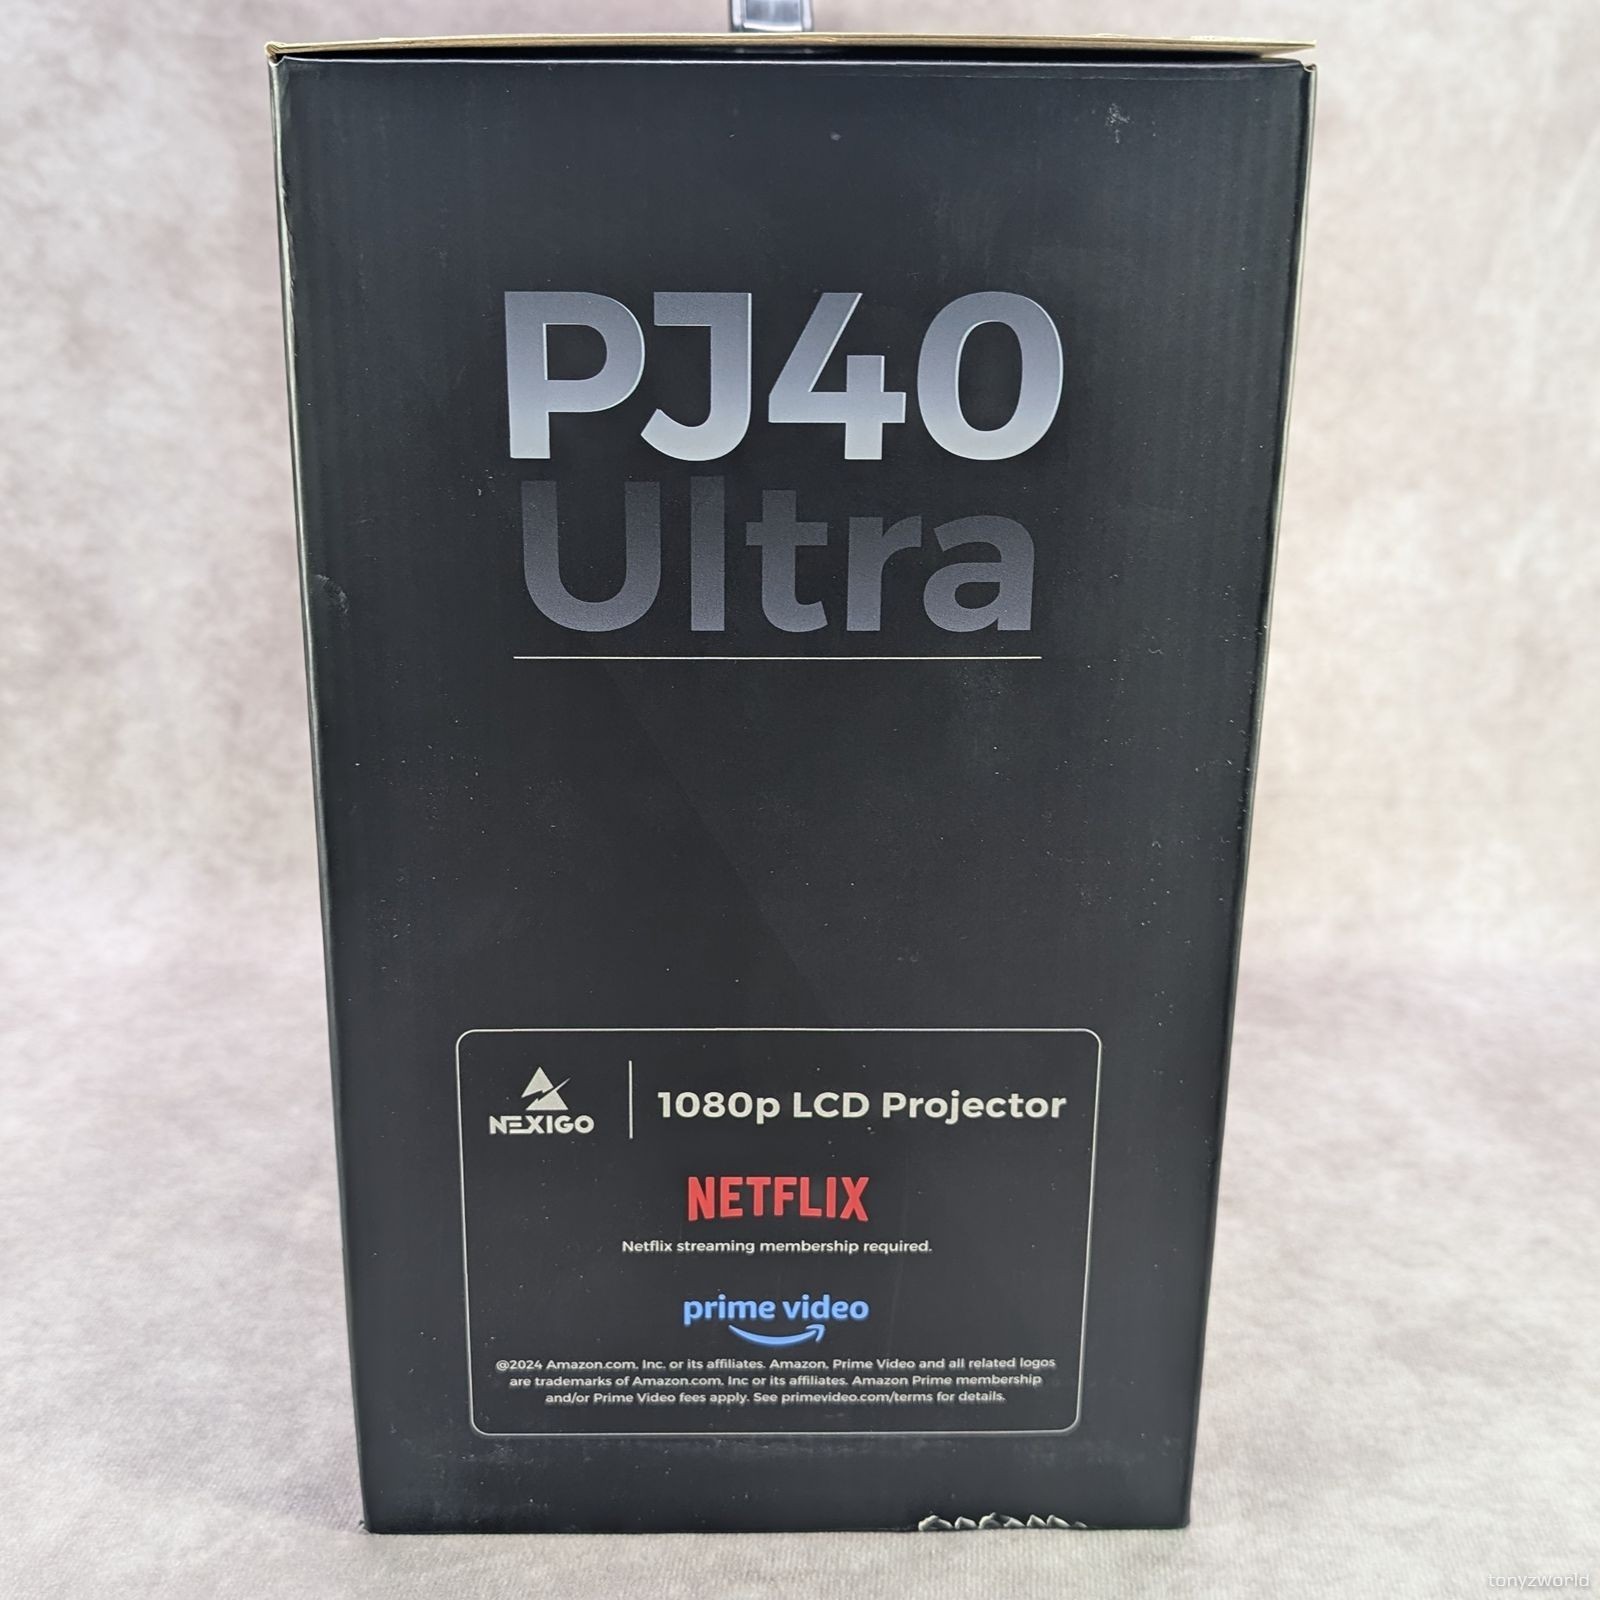 PJ40
Ultra
NEXIGO
1080p LCD Projector
NETFLIX
Netflix streaming membership required.
prime video
©2024 Amazon.com, Inc. or its affiliates. Amazon, Prime Video and all related logos
are trademarks of Amazon.com, Inc or its affiliates. Amazon Prime membership
and/or Prime Video fees apply. See primevideo.com/terms for details.
tonyzworld